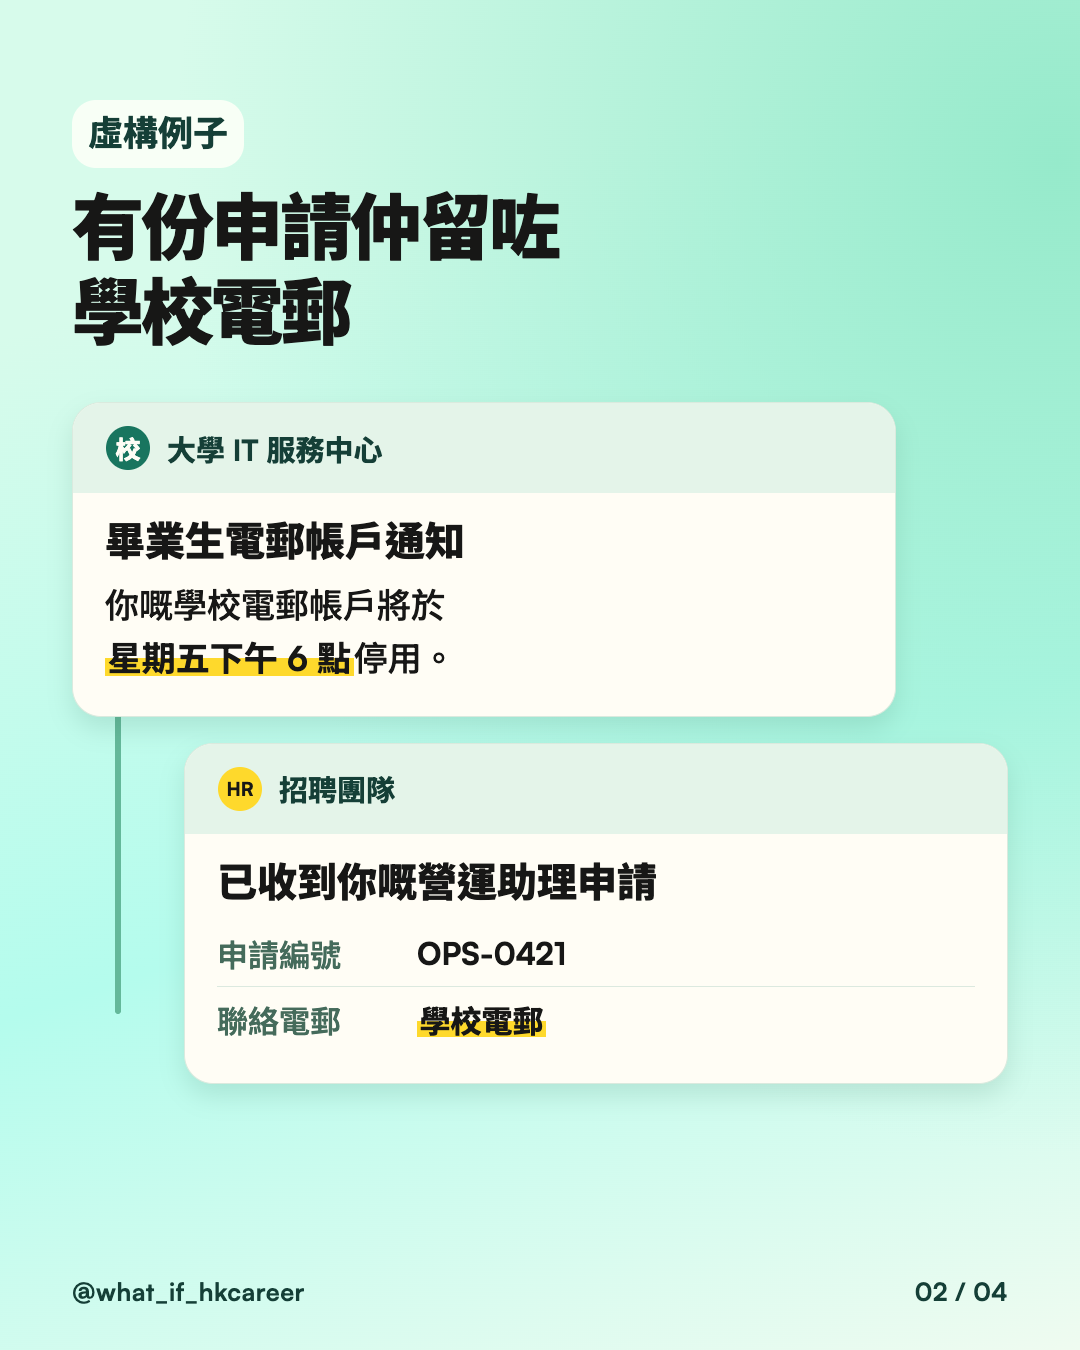 虛構例子
有份申請仲留咗
學校電郵
校 大學 IT 服務中心
畢業生電郵帳戶通知
你嘅學校電郵帳戶將於
星期五下午 6 點停用。
HR 招聘團隊
已收到你嘅營運助理申請
申請編號 OPS-0421
聯絡電郵 學校電郵
@what_if_hkcareer 02 / 04